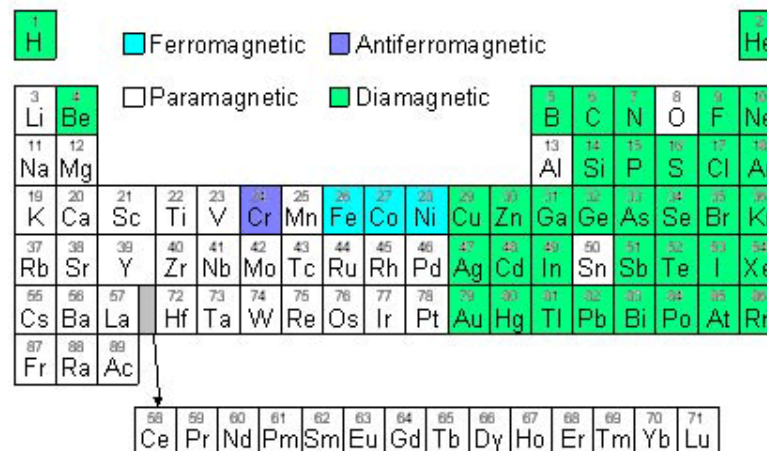 1 2
H Ferromagnetic Antiferromagnetic He
3 4 Paramagnetic Diamagnetic 5 6 7 8 9 10
Li Be B C N O F Ne
11 12 13 14 15 16 17 18
Na Mg Al Si P S Cl A
19 20 21 22 23 24 25 26 27 28 29 30 31 32 33 34 35 36
K Ca Sc Ti V Cr Mn Fe Co Ni Cu Zn Ga Ge As Se Br K
37 38 39 40 41 42 43 44 45 46 47 48 49 50 51 52 53 54
Rb Sr Y Zr Nb Mo Tc Ru Rh Pd Ag Cd In Sn Sb Te I Xe
55 56 57 72 73 74 75 76 77 78 79 80 81 82 83 84 85 86
Cs Ba La Hf Ta W Re Os Ir Pt Au Hg Tl Pb Bi Po At Rn
87 88 89
Fr Ra Ac
58 59 60 61 62 63 64 65 66 67 68 69 70 71
Ce Pr Nd Pm Sm Eu Gd Tb Dy Ho Er Tm Yb Lu